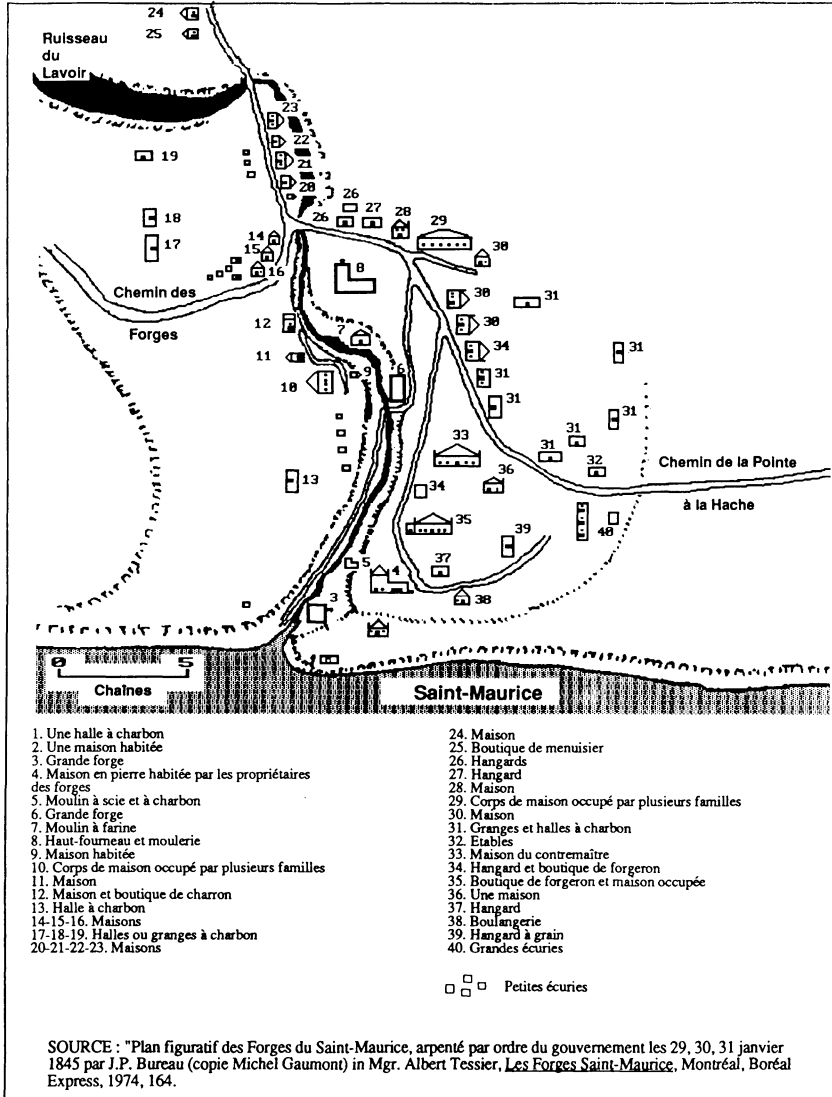 24
25
Ruisseau
du
Lavoir
23
22
21
20
19
18
17
26
26
27
28
29
30
14
15
16
8
30
31
Chemin des
Forges
12
7
30
34
31
31
11
9
6
10
31
31
31
31
33
32
Chemin de la Pointe
à la Hache
13
34
36
35
39
40
5
4
37
38
3
0 5
Chaînes
Saint-Maurice
1. Une halle à charbon
2. Une maison habitée
3. Grande forge
4. Maison en pierre habitée par les propriétaires
des forges
5. Moulin à scie et à charbon
6. Grande forge
7. Moulin à farine
8. Haut-fourneau et moulerie
9. Maison habitée
10. Corps de maison occupé par plusieurs familles
11. Maison
12. Maison et boutique de charron
13. Halle à charbon
14-15-16. Maisons
17-18-19. Halles ou granges à charbon
20-21-22-23. Maisons
24. Maison
25. Boutique de menuisier
26. Hangards
27. Hangard
28. Maison
29. Corps de maison occupé par plusieurs familles
30. Maison
31. Granges et halles à charbon
32. Etables
33. Maison du contremaître
34. Hangard et boutique de forgeron
35. Boutique de forgeron et maison occupée
36. Une maison
37. Hangard
38. Boulangerie
39. Hangard à grain
40. Grandes écuries
Petites écuries
SOURCE : "Plan figuratif des Forges du Saint-Maurice, arpenté par ordre du gouvernement les 29, 30, 31 janvier
1845 par J.P. Bureau (copie Michel Gaumont) in Mgr. Albert Tessier, Les Forges Saint-Maurice, Montréal, Boréal
Express, 1974, 164.